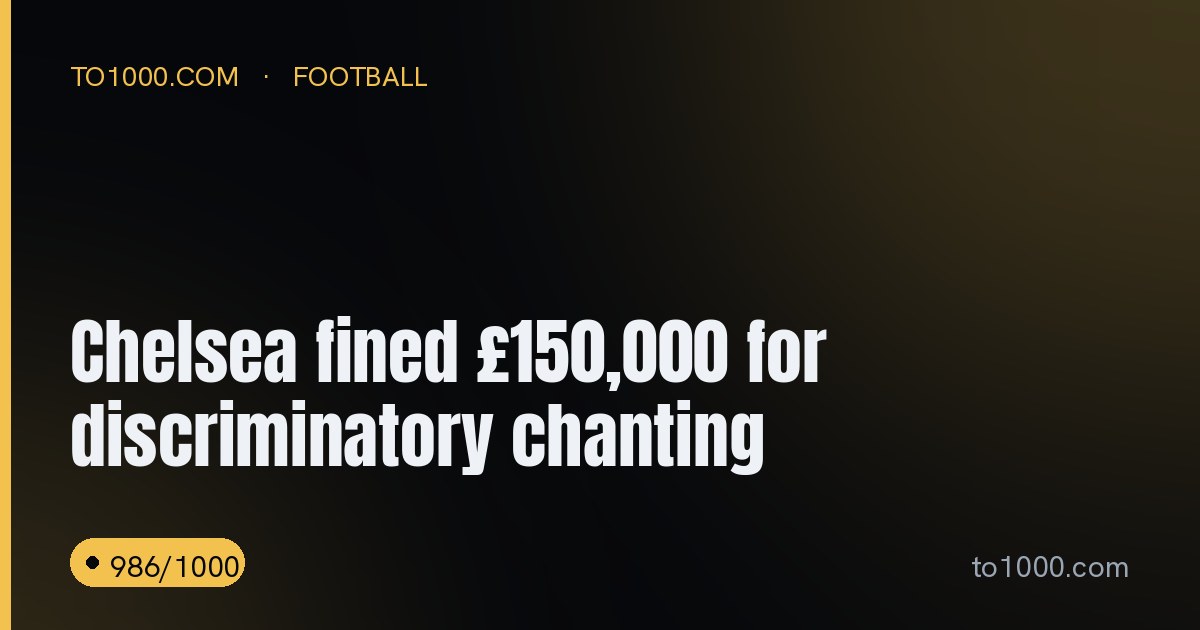 TO1000.COM · FOOTBALL
Chelsea fined £150,000 for
discriminatory chanting
986/1000
to1000.com